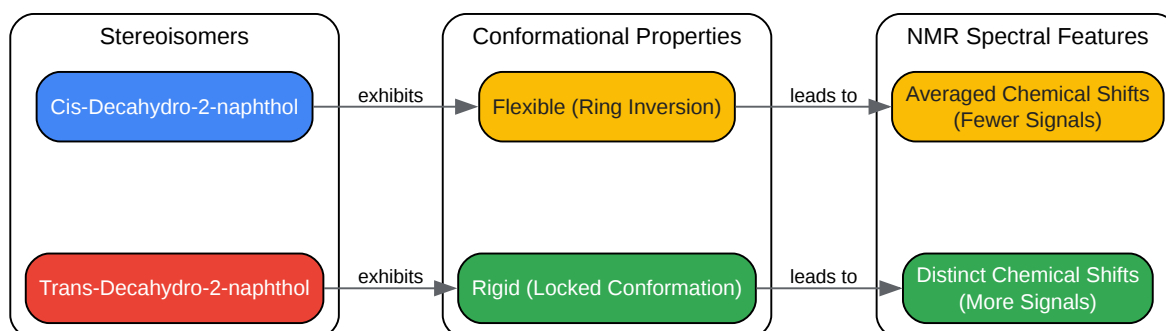 Stereoisomers
Conformational Properties
NMR Spectral Features
Cis-Decahydro-2-naphthol
exhibits
Flexible (Ring Inversion)
leads to
Averaged Chemical Shifts
(Fewer Signals)
Trans-Decahydro-2-naphthol
exhibits
Rigid (Locked Conformation)
leads to
Distinct Chemical Shifts
(More Signals)